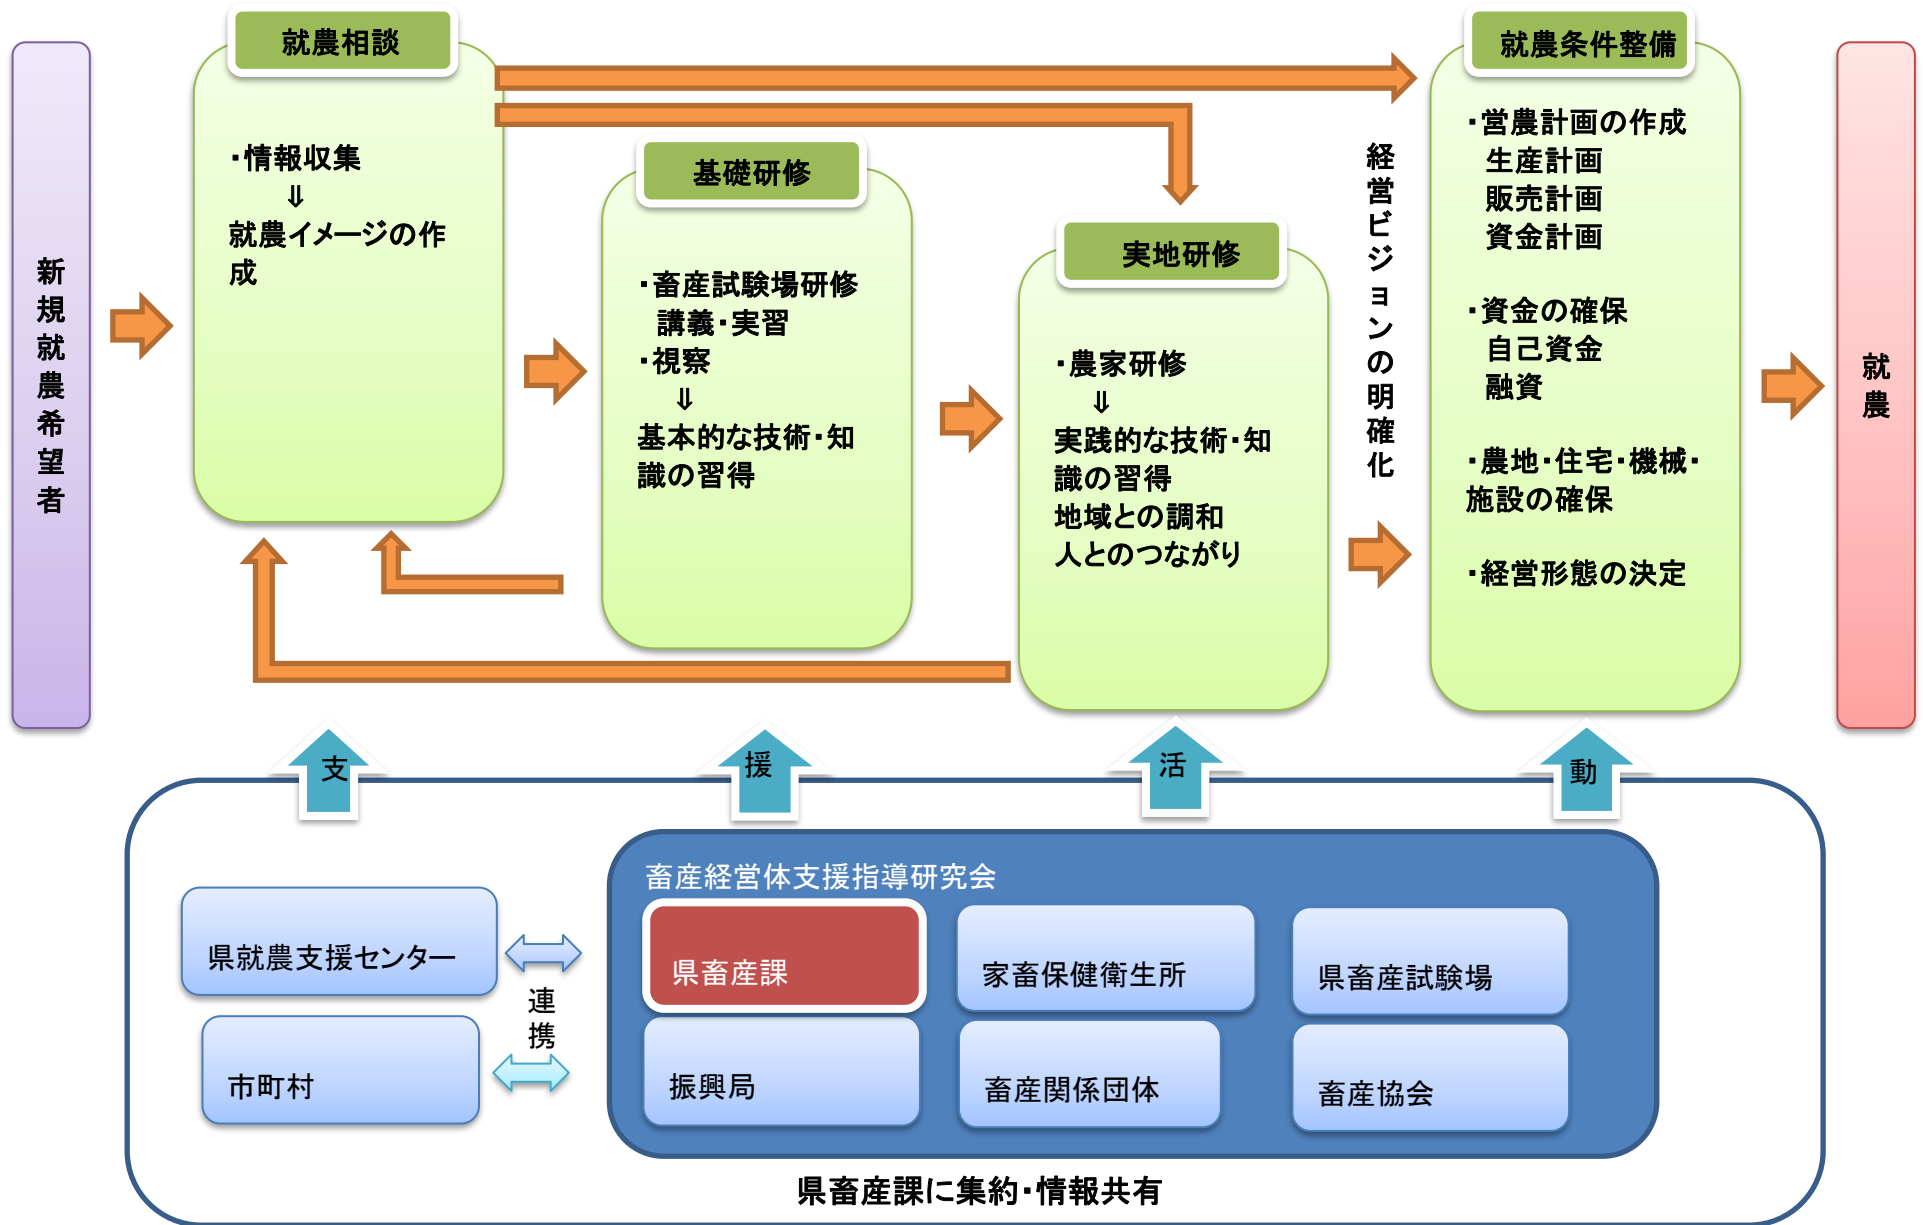 新規就農希望者
就農相談
・情報収集
⇓
就農イメージの作
成
基礎研修
・畜産試験場研修
講義・実習
・視察
⇓
基本的な技術・知
識の習得
実地研修
・農家研修
⇓
実践的な技術・知
識の習得
地域との調和
人とのつながり
経営ビジョンの明確化
就農条件整備
・営農計画の作成
生産計画
販売計画
資金計画
・資金の確保
自己資金
融資
・農地・住宅・機械・
施設の確保
・経営形態の決定
就農
支
援
活
動
畜産経営体支援指導研究会
県就農支援センター
市町村
連携
県畜産課
家畜保健衛生所
県畜産試験場
振興局
畜産関係団体
畜産協会
県畜産課に集約・情報共有